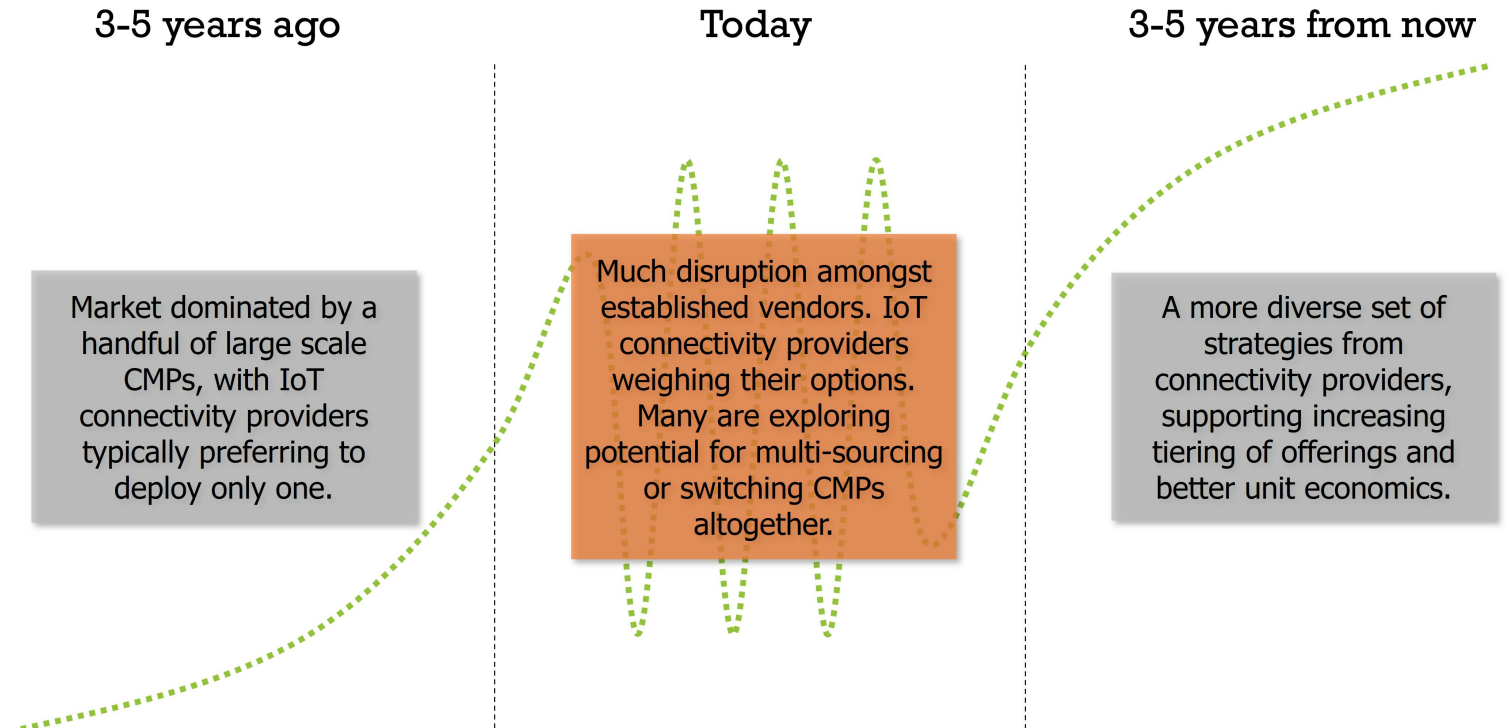 3-5 years ago
Today
3-5 years from now
Market dominated by a
handful of large scale
CMPs, with IoT
connectivity providers
typically preferring to
deploy only one.
Much disruption amongst
established vendors. IoT
connectivity providers
weighing their options.
Many are exploring
potential for multi-sourcing
or switching CMPs
altogether.
A more diverse set of
strategies from
connectivity providers,
supporting increasing
tiering of offerings and
better unit economics.